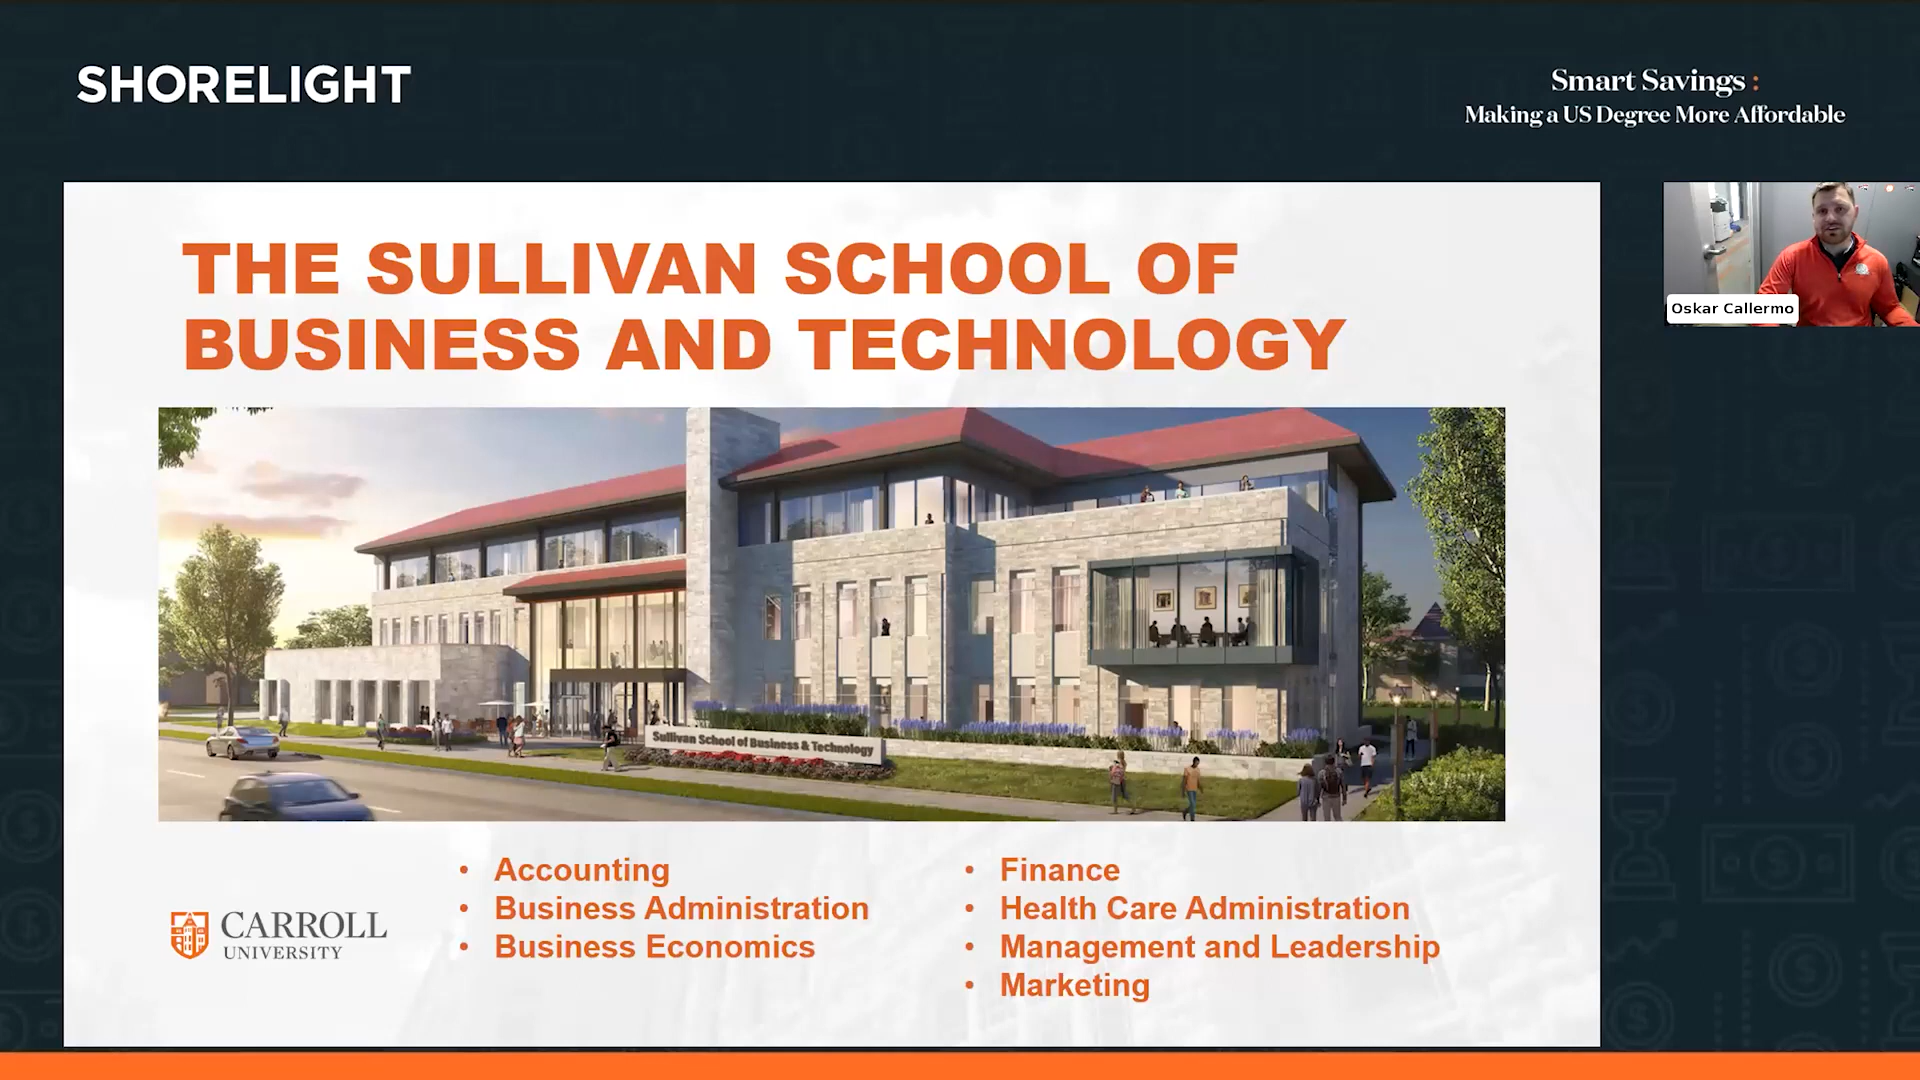 SHORELIGHT
Smart Savings :
Making a US Degree More Affordable
THE SULLIVAN SCHOOL OF
BUSINESS AND TECHNOLOGY
Oskar Callermo
Sullivan School of Business & Technology
• Accounting
• Business Administration
• Business Economics
• Finance
• Health Care Administration
• Management and Leadership
• Marketing
CARROLL
UNIVERSITY